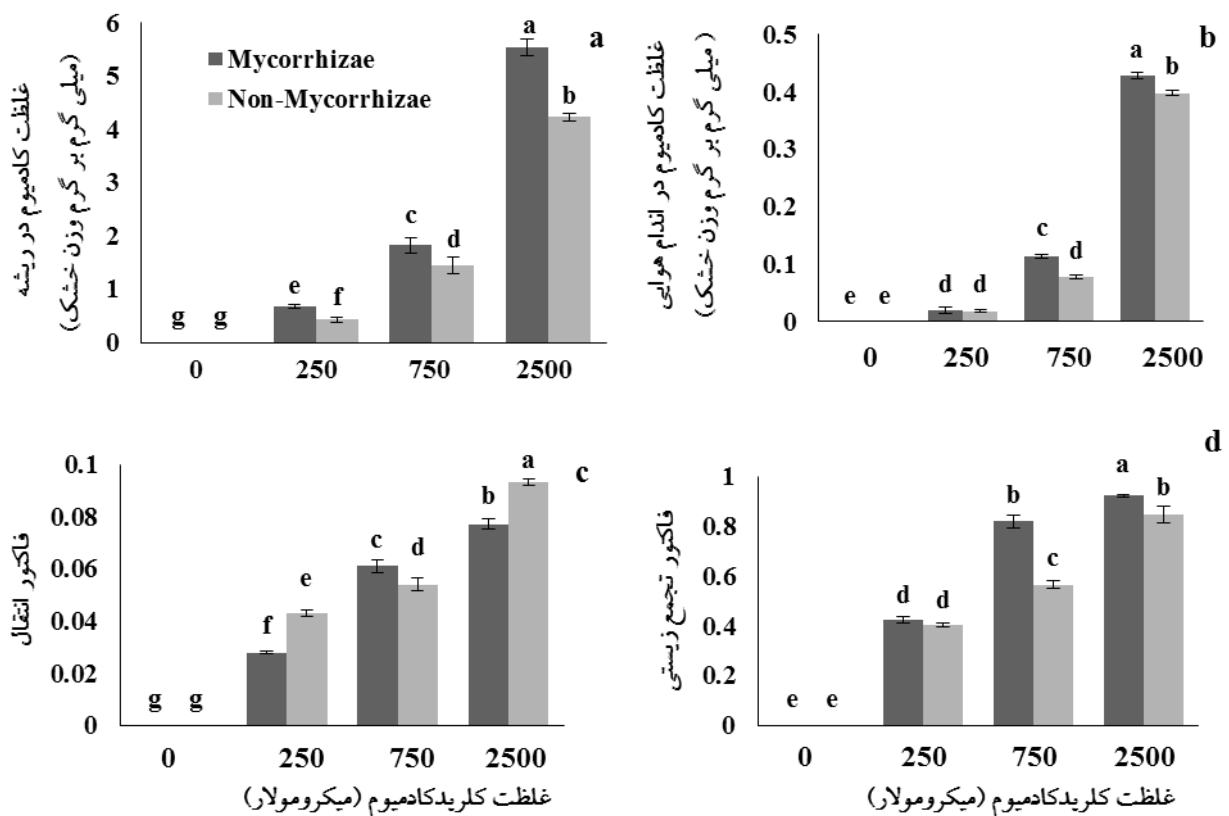 a
Mycorrhizae
Non-Mycorrhizae
غلظت کادمیوم در ریشه
(میلی گرم بر گرم وزن خشک)
6
5
4
3
2
1
0
g g e f c d a b
0 250 750 2500
b
غلظت کادمیوم در اندام هوایی
(میلی گرم بر گرم وزن خشک)
0.5
0.4
0.3
0.2
0.1
0
e e d d c d a b
0 250 750 2500
c
فاکتور انتقال
0.1
0.08
0.06
0.04
0.02
0
g g f e c d b a
0 250 750 2500
غلظت کلریدکادمیوم (میکرومولار)
d
فاکتور تجمع زیستی
1
0.8
0.6
0.4
0.2
0
e e d d b c a b
0 250 750 2500
غلظت کلریدکادمیوم (میکرومولار)